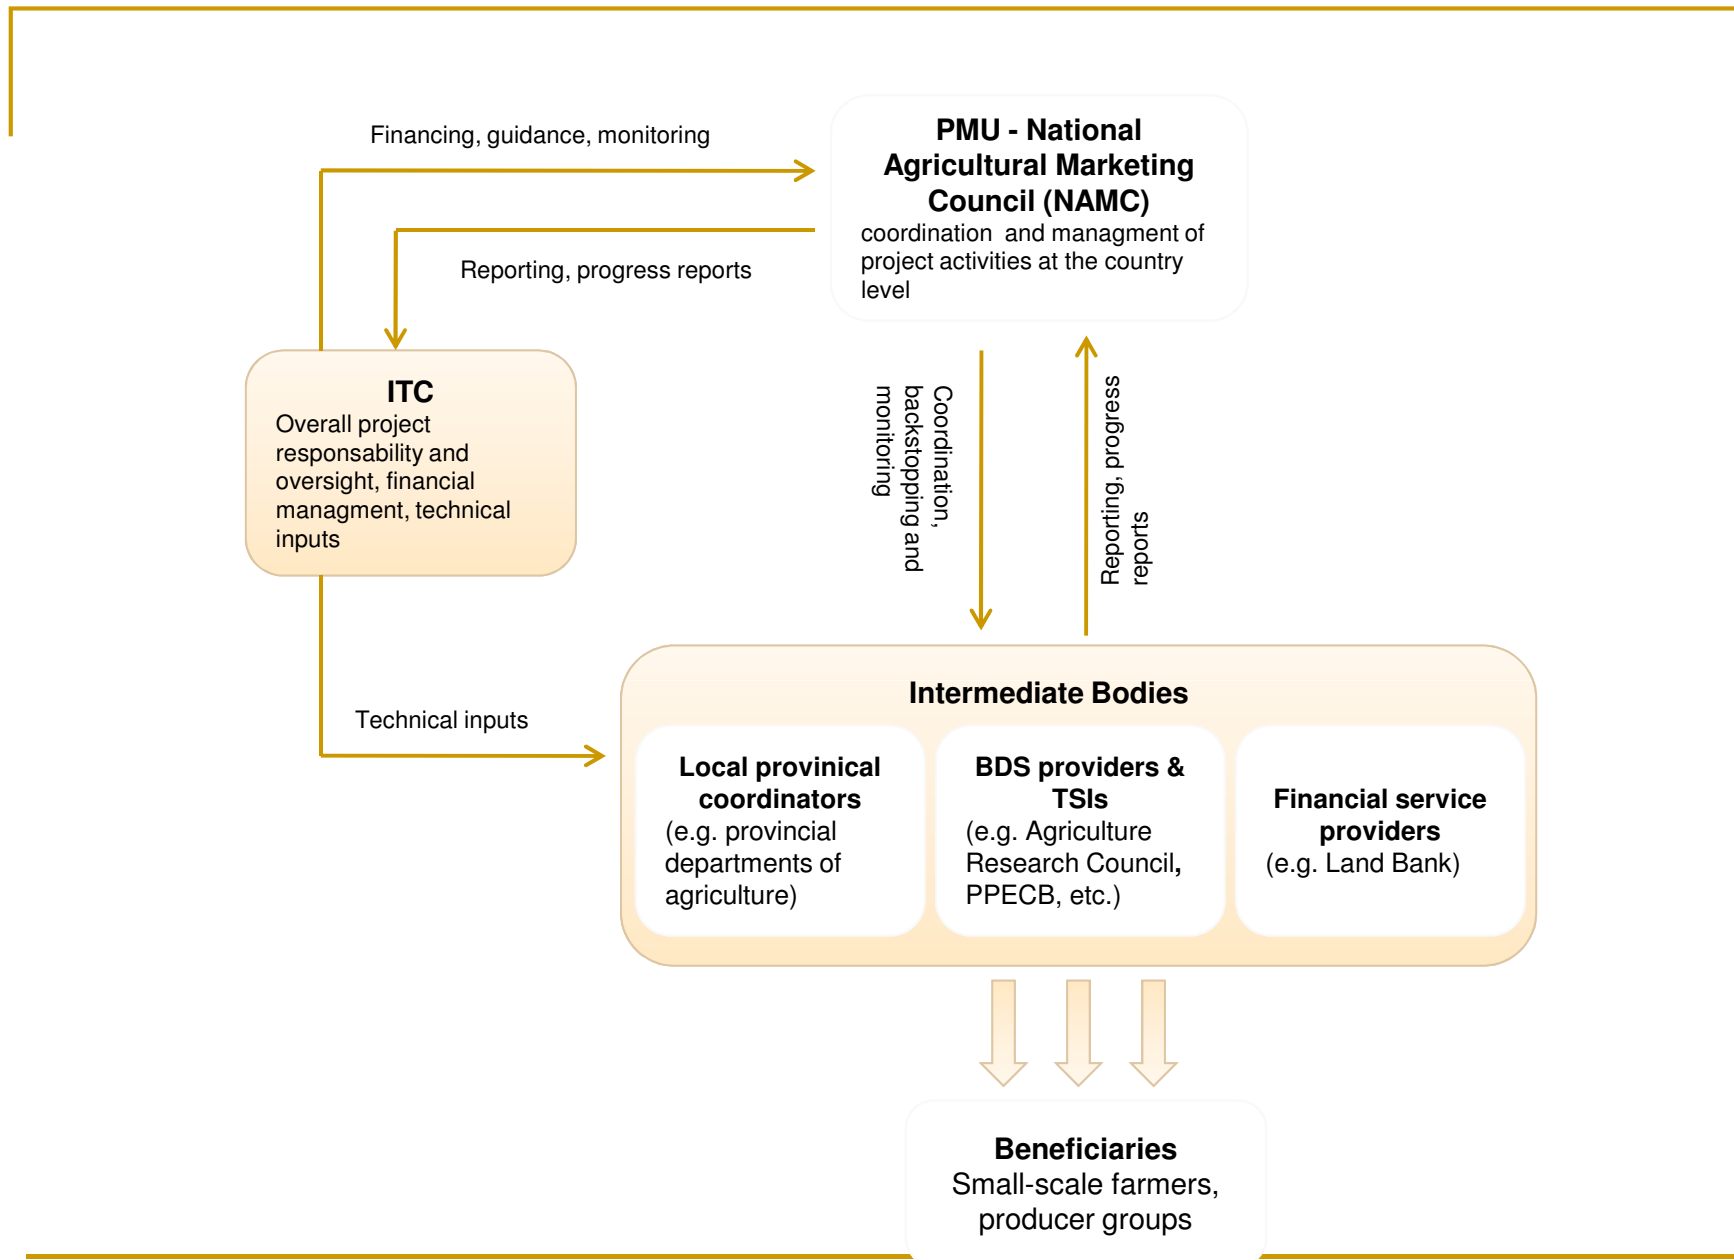 Financing, guidance, monitoring
PMU - National
Agricultural Marketing
Council (NAMC)
coordination and managment of
project activities at the country
level
Reporting, progress reports
ITC
Overall project
responsability and
oversight, financial
managment, technical
inputs
Coordination,
backstopping and
monitoring
Reporting, progress
reports
Technical inputs
Intermediate Bodies
Local provinical
coordinators
(e.g. provincial
departments of
agriculture)
BDS providers &
TSIs
(e.g. Agriculture
Research Council,
PPECB, etc.)
Financial service
providers
(e.g. Land Bank)
Beneficiaries
Small-scale farmers,
producer groups